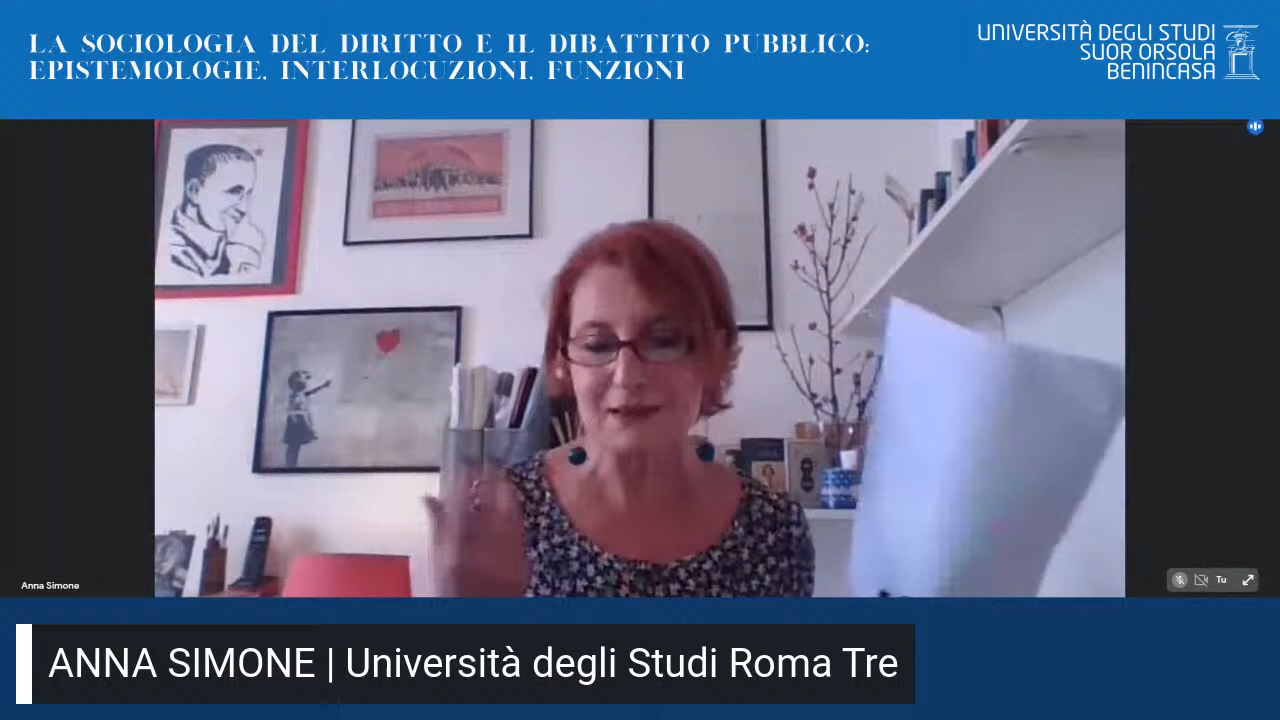 LA SOCIOLOGIA DEL DIRITTO E IL DIBATTITO PUBBLICO:
EPISTEMOLOGIE, INTERLOCUZIONI, FUNZIONI
UNIVERSITÀ DEGLI STUDI
SUOR ORSOLA
BENINCASA
Anna Simone
Tu
ANNA SIMONE | Università degli Studi Roma Tre